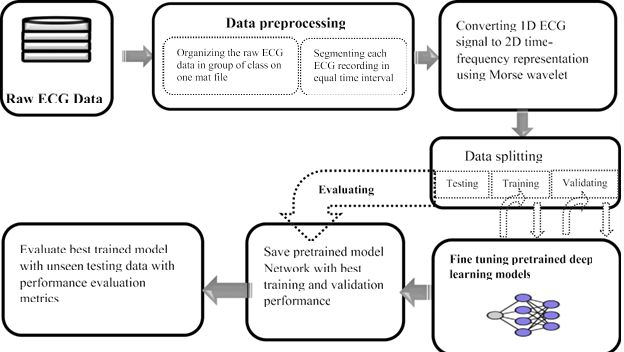 Raw ECG Data
Data preprocessing
Organizing the raw ECG
data in group of class on
one mat file
Segmenting each
ECG recording in
equal time interval
Converting 1D ECG
signal to 2D time-
frequency representation
using Morse wavelet
Data splitting
Testing
Training
Validating
Evaluating
Fine tuning pretrained deep
learning models
Save pretrained model
Network with best
training and validation
performance
Evaluate best trained model
with unseen testing data with
performance evaluation
metrics